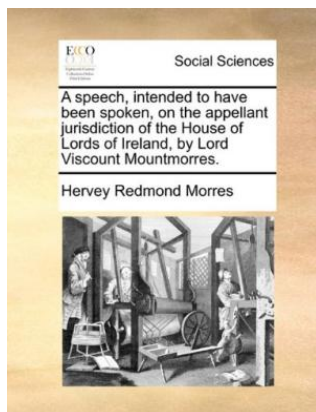 ECCO
Social Sciences
A speech, intended to have
been spoken, on the appellant
jurisdiction of the House of
Lords of Ireland, by Lord
Viscount Mountmorres.
Hervey Redmond Morres